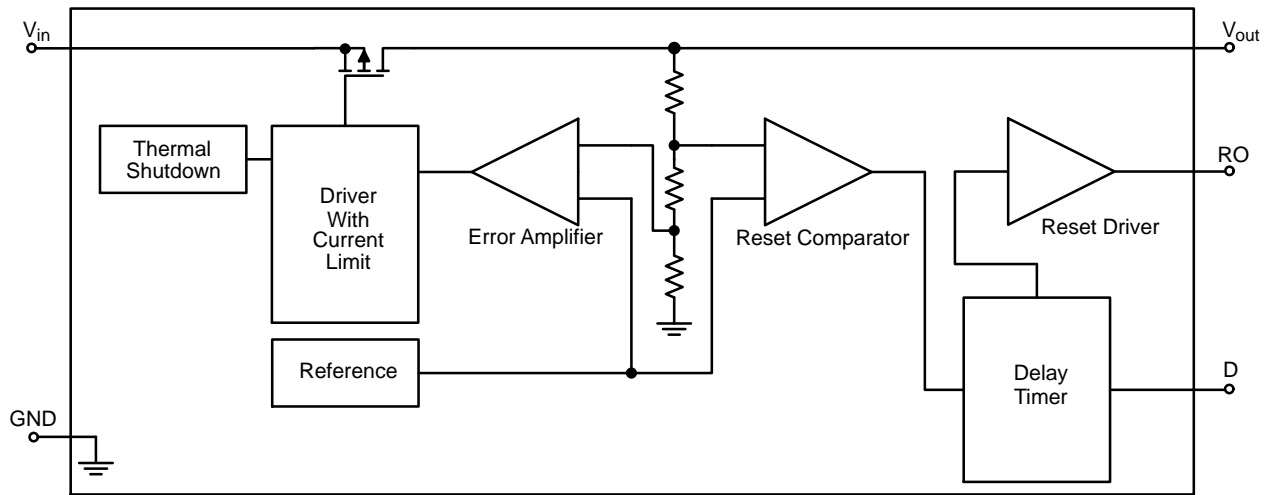 Vin
Vout
Thermal
Shutdown
Driver
With
Current
Limit
Error Amplifier
Reset Comparator
Reset Driver
RO
Reference
Delay
Timer
D
GND